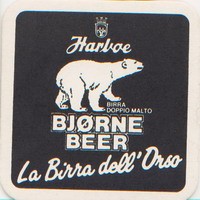 Harboe
BIRRA
DOPPIO MALTO
BJØRNE
BEER
La Birra dell'Orso